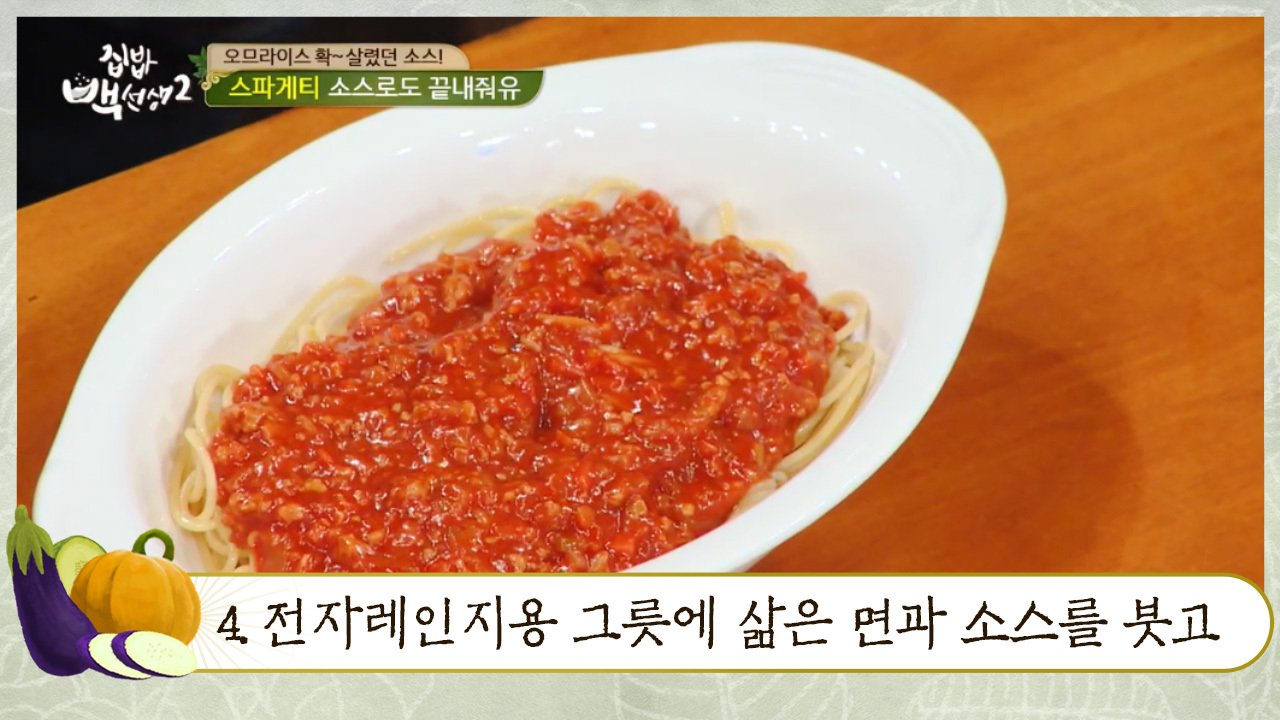 집밥
백선생2
오므라이스 확~ 살렸던 소스!
스파게티 소스로도 끝내줘유
4. 전자레인지용 그릇에 삶은 면과 소스를 붓고